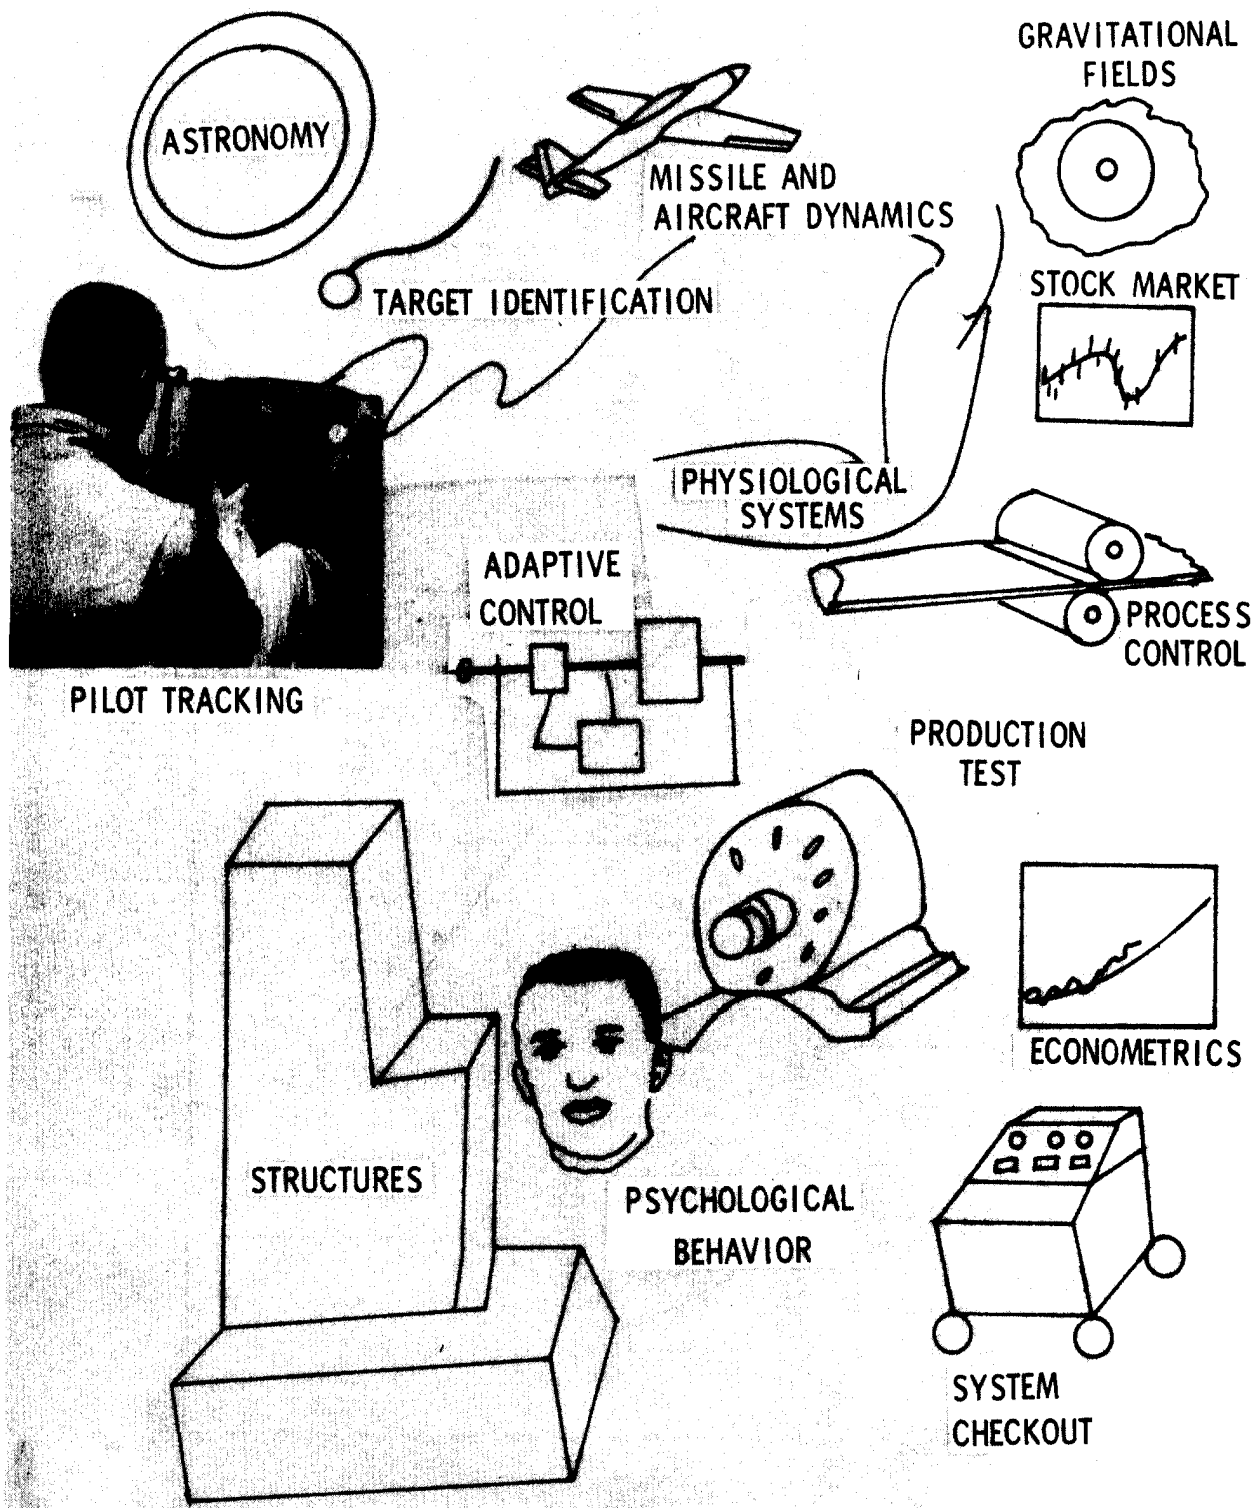 GRAVITATIONAL
FIELDS
ASTRONOMY
MISSILE AND
AIRCRAFT DYNAMICS
TARGET IDENTIFICATION
STOCK MARKET
PHYSIOLOGICAL
SYSTEMS
ADAPTIVE
CONTROL
PROCESS
CONTROL
PILOT TRACKING
PRODUCTION
TEST
ECONOMETRICS
STRUCTURES
PSYCHOLOGICAL
BEHAVIOR
SYSTEM
CHECKOUT